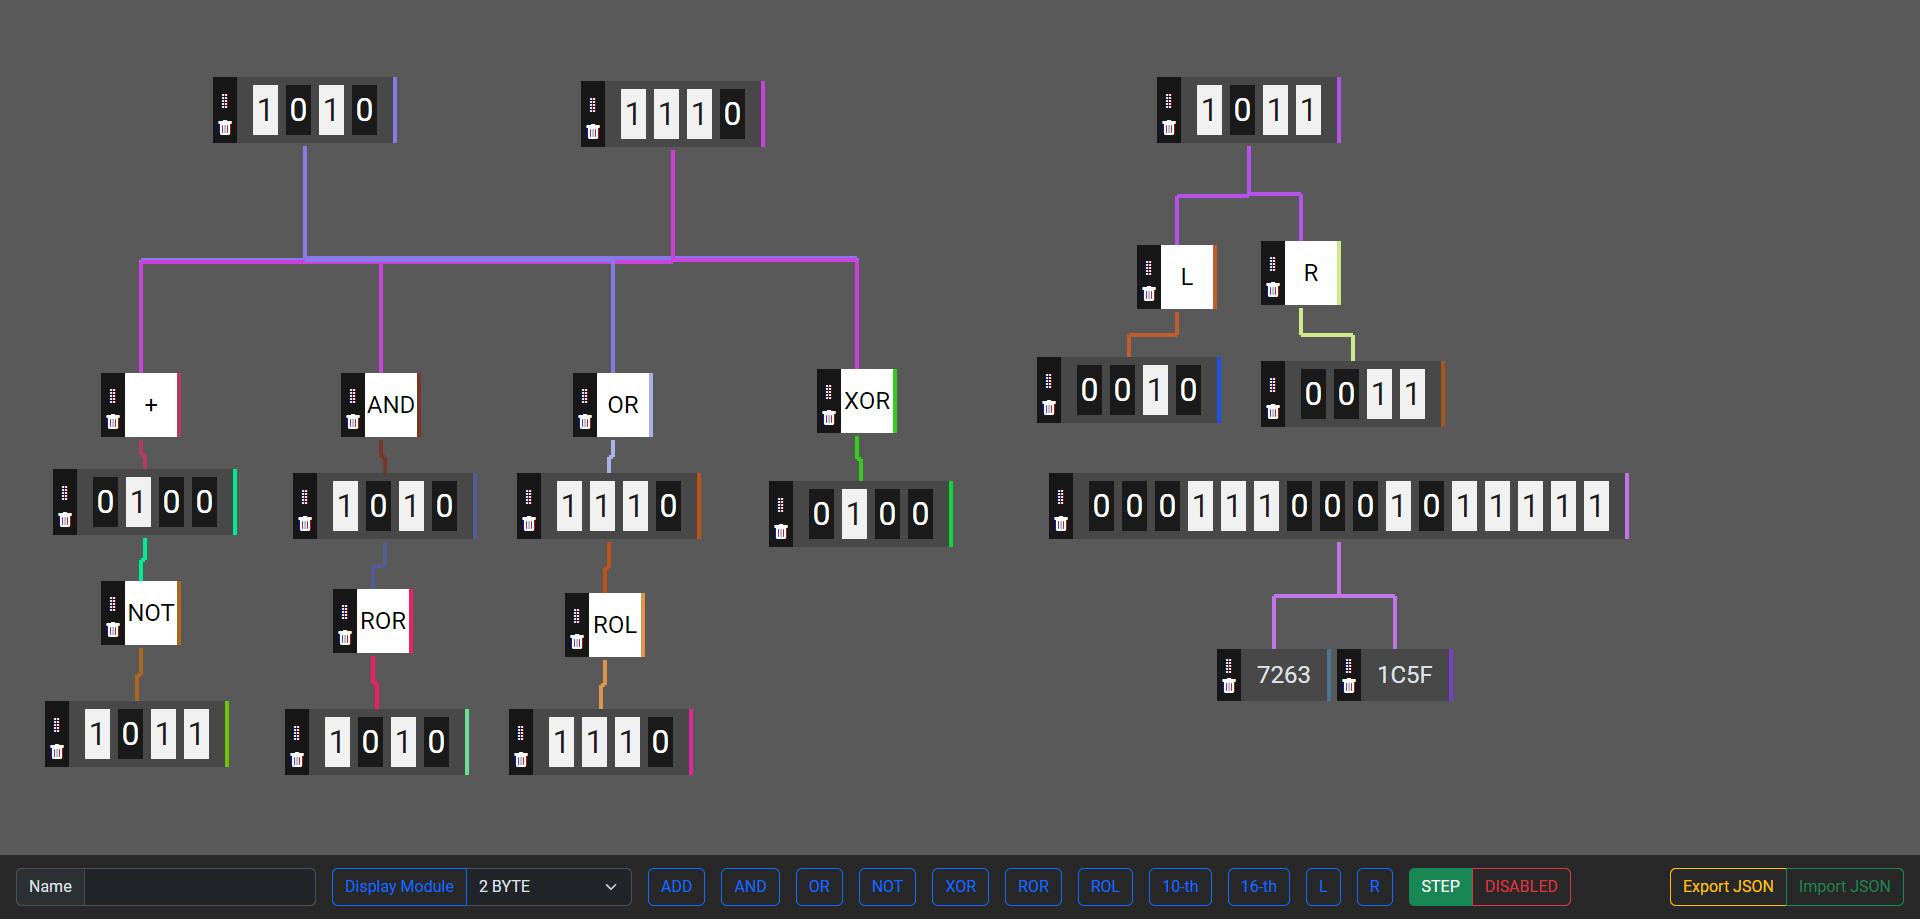 1 0 1 0
1 1 1 0
1 0 1 1
L
R
0 0 1 0
0 0 1 1
+
AND
OR
XOR
0 1 0 0
1 0 1 0
1 1 1 0
0 1 0 0
0 0 0 1 1 1 0 0 0 1 0 1 1 1 1 1
NOT
ROR
ROL
7263
1C5F
1 0 1 1
1 0 1 0
1 1 1 0
Name Display Module 2 BYTE ADD AND OR NOT XOR ROR ROL 10-th 16-th L R STEP DISABLED Export JSON Import JSON